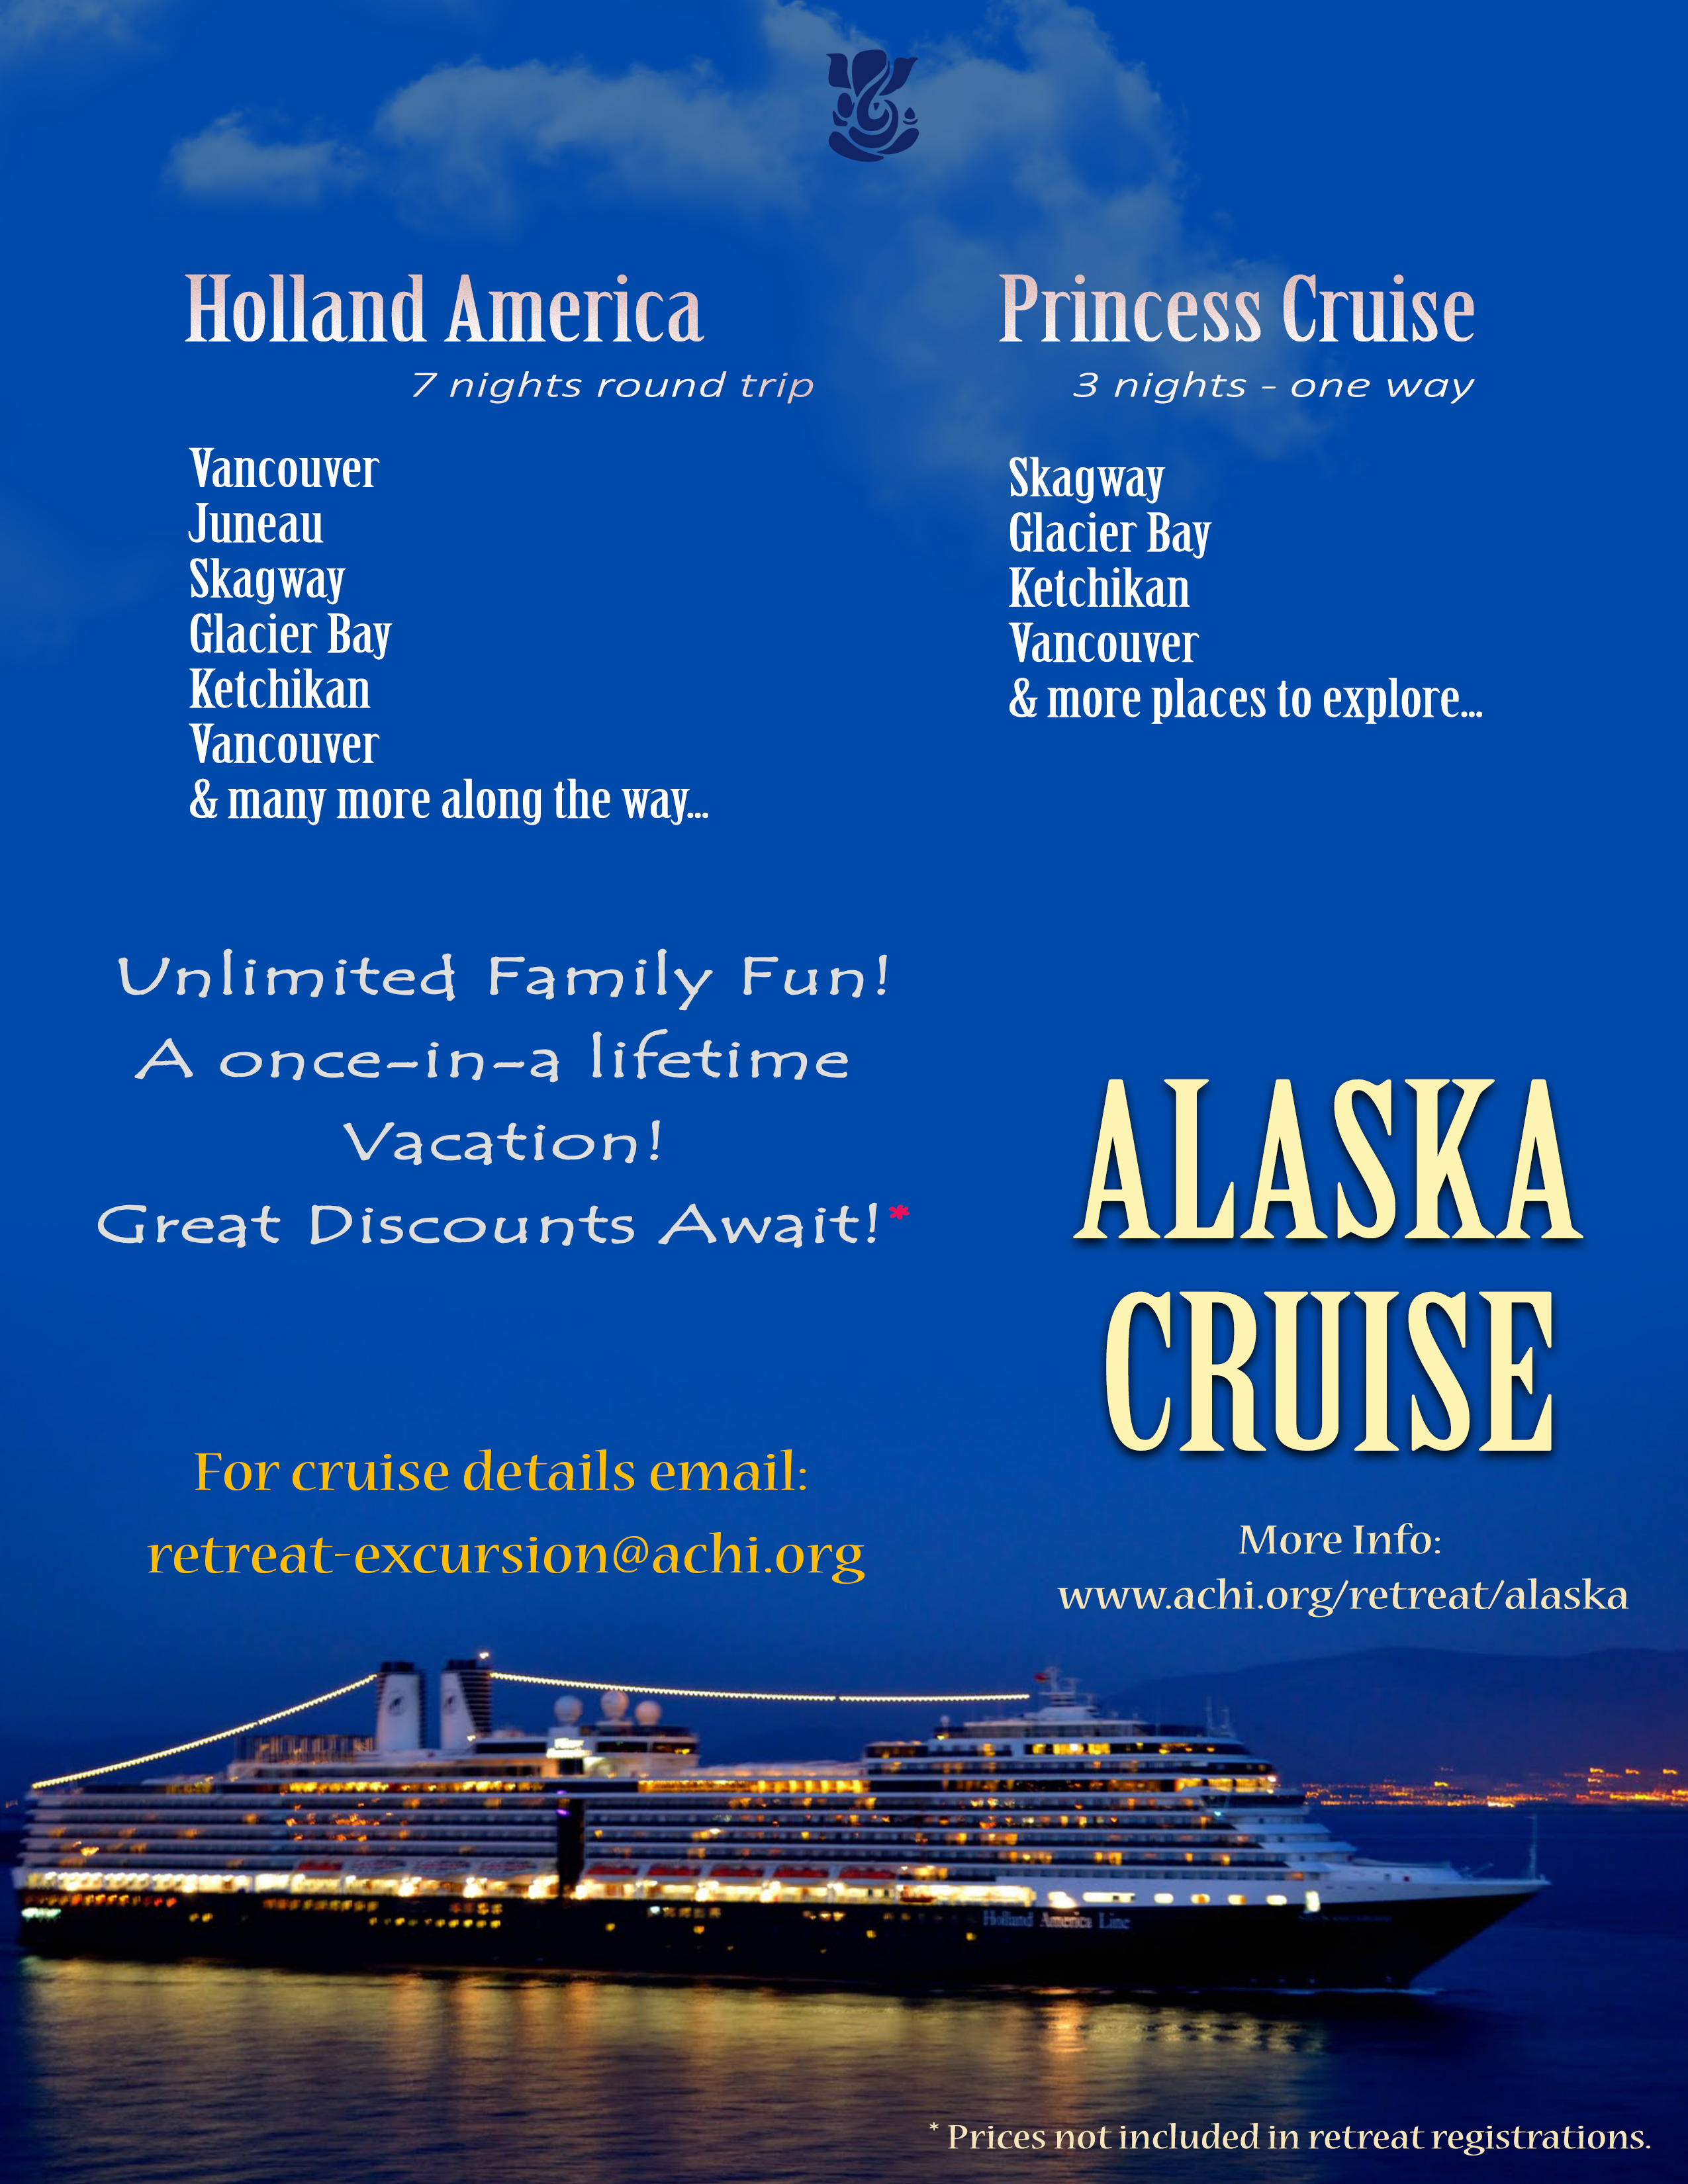 Holland America
7 nights round trip
Vancouver
Juneau
Skagway
Glacier Bay
Ketchikan
Vancouver
& many more along the way...
Princess Cruise
3 nights - one way
Skagway
Glacier Bay
Ketchikan
Vancouver
& more places to explore...
Unlimited Family Fun!
A once-in-a lifetime
Vacation!
Great Discounts Await!*
ALASKA
CRUISE
For cruise details email:
retreat-excursion@achi.org
More Info:
www.achi.org/retreat/alaska
Holland America Line
* Prices not included in retreat registrations.